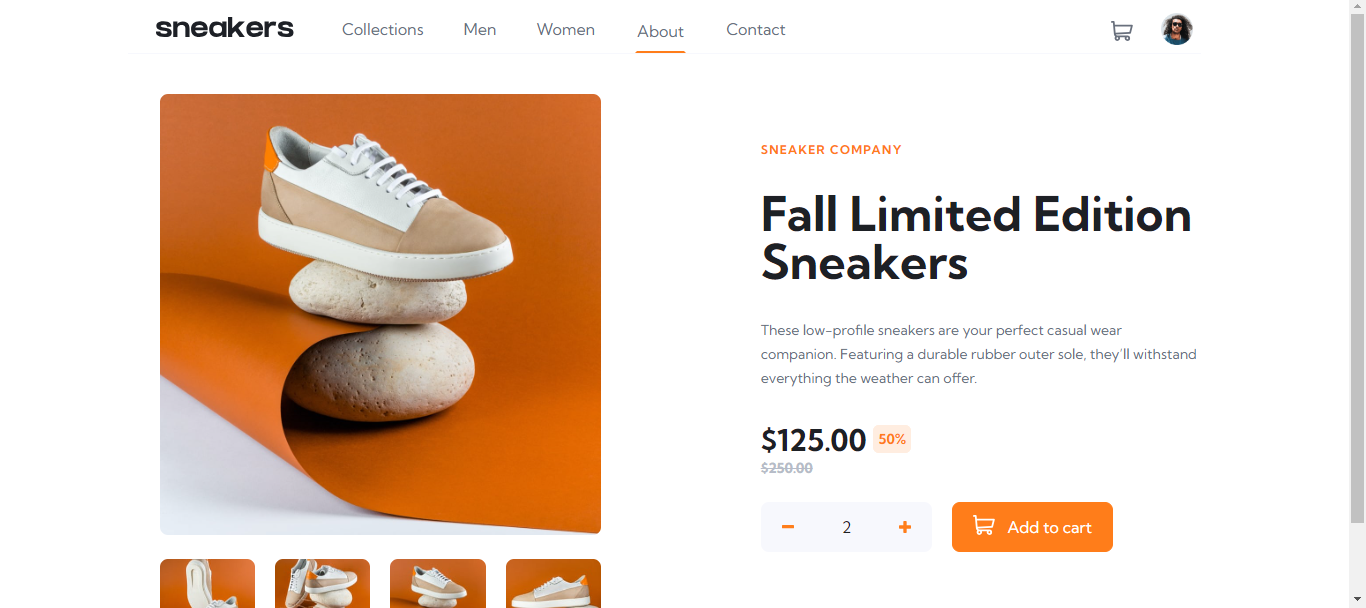 sneakers
Collections
Men
Women
About
Contact
SNEAKER COMPANY
Fall Limited Edition
Sneakers
These low-profile sneakers are your perfect casual wear
companion. Featuring a durable rubber outer sole, they'll withstand
everything the weather can offer.
$125.00 50%
$250.00
2
Add to cart